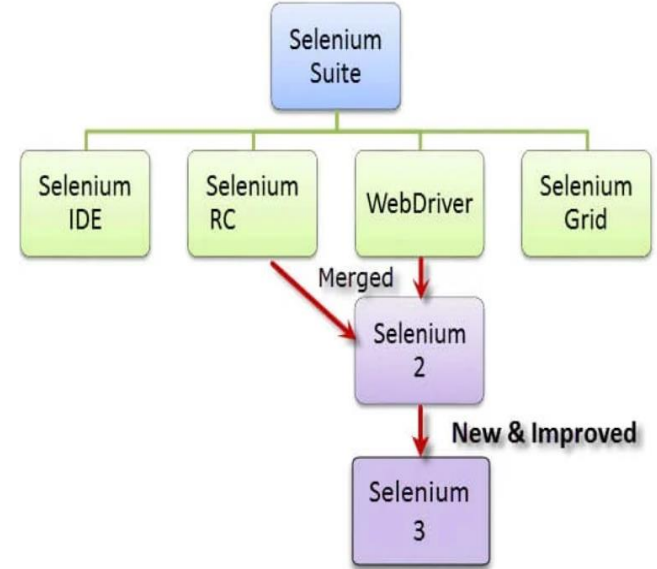 Selenium
Suite
Selenium
IDE
Selenium
RC
WebDriver
Selenium
Grid
Merged
Selenium
2
New & Improved
Selenium
3